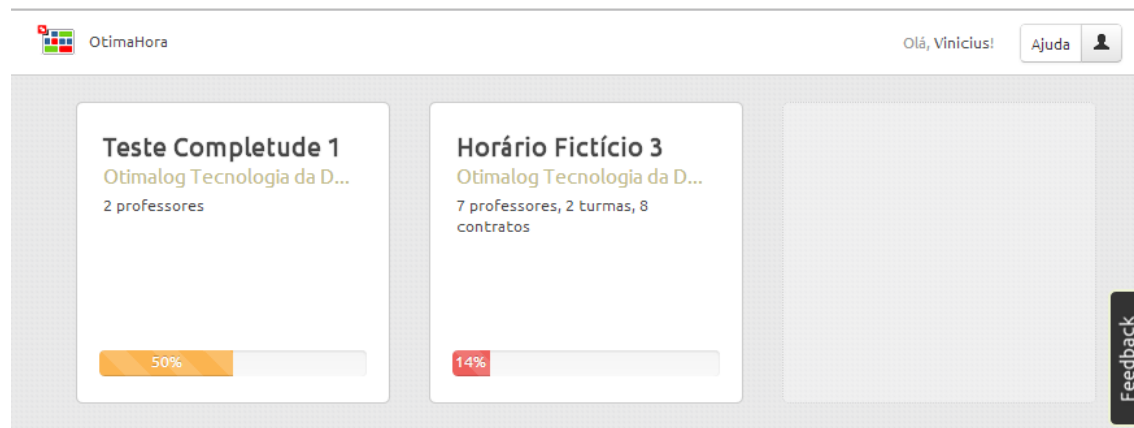 OtimaHora
Olá, Vinicius!
Ajuda
Teste Completude 1
Otimalog Tecnologia da D...
2 professores
50%
Horário Fictício 3
Otimalog Tecnologia da D...
7 professores, 2 turmas, 8
contratos
14%
Feedback